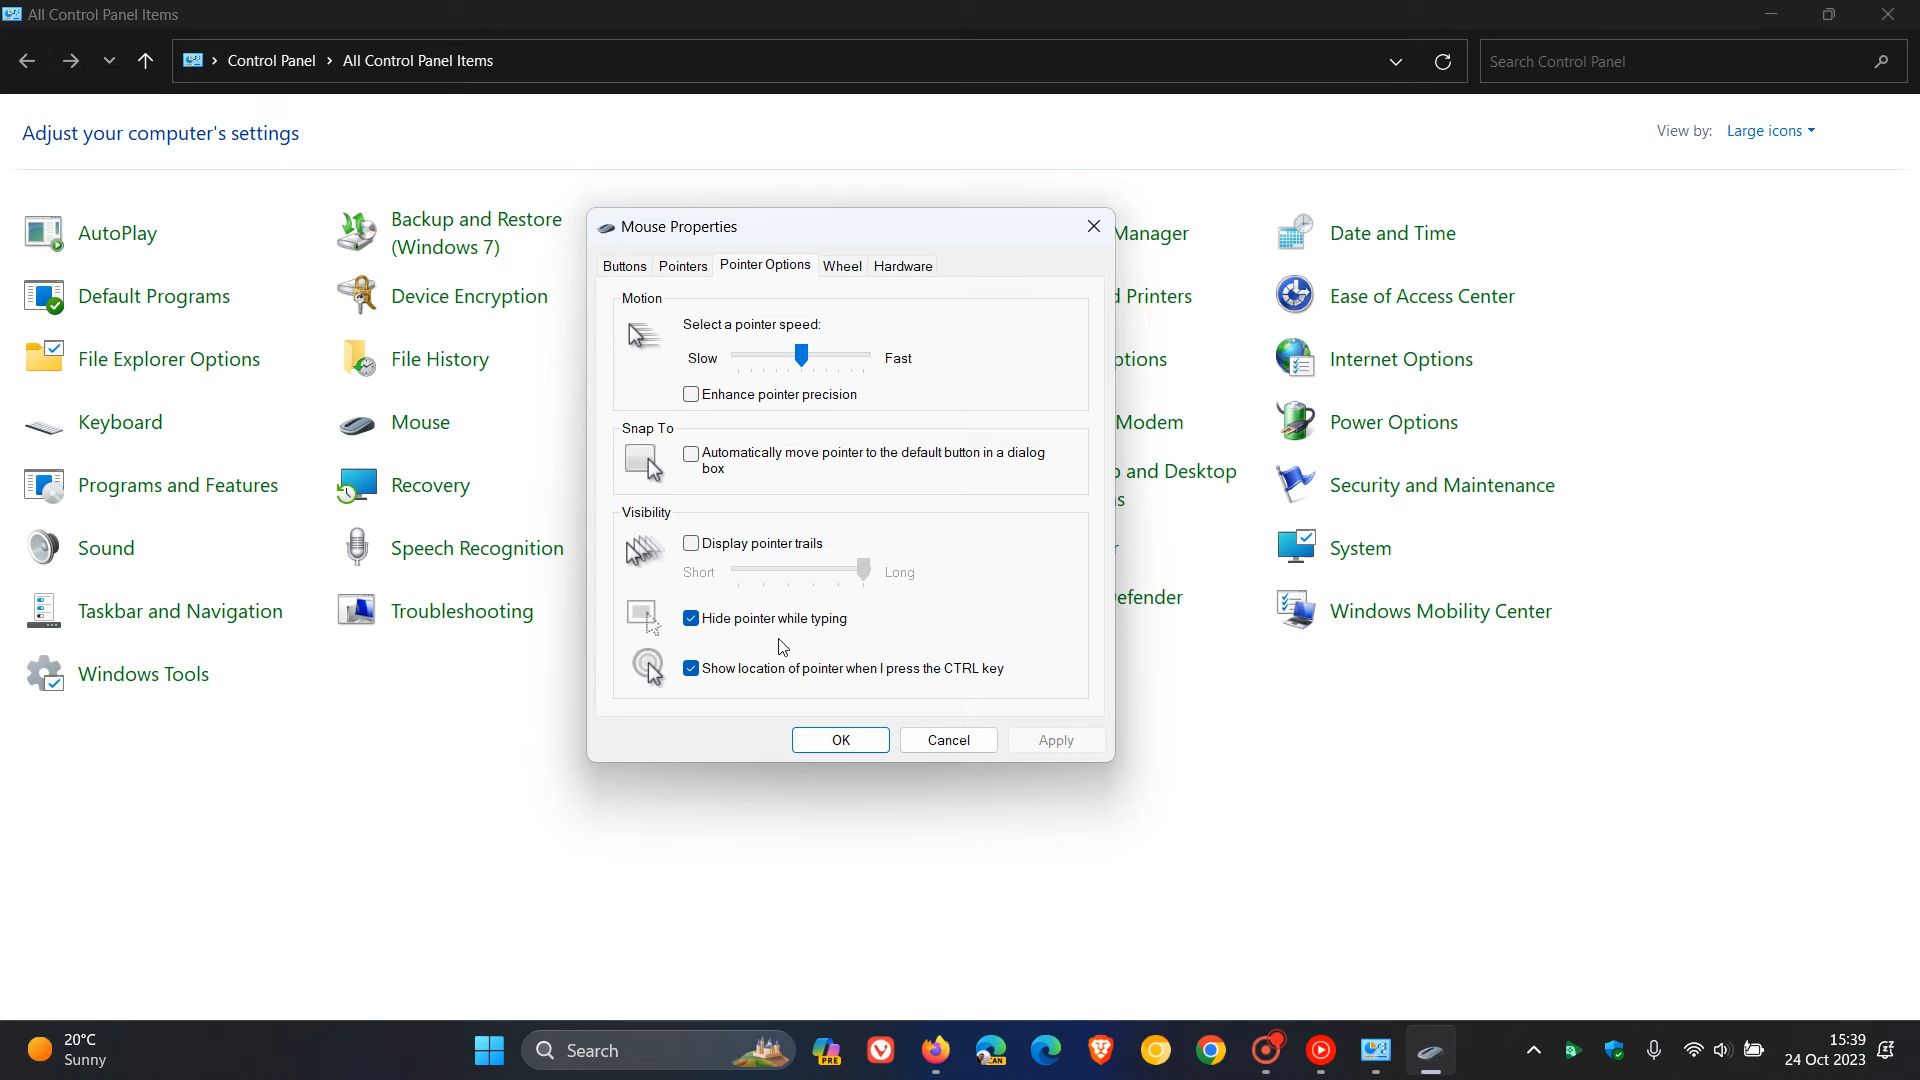 All Control Panel Items
Control Panel
All Control Panel Items
Search Control Panel
Adjust your computer's settings
View by: Large icons
AutoPlay
Backup and Restore
(Windows 7)
Manager
Date and Time
Default Programs
Device Encryption
Printers
Ease of Access Center
File Explorer Options
File History
ptions
Internet Options
Keyboard
Mouse
Modem
Power Options
Programs and Features
Recovery
and Desktop
s
Security and Maintenance
Sound
Speech Recognition
System
Taskbar and Navigation
Troubleshooting
efender
Windows Mobility Center
Windows Tools
Mouse Properties
Buttons
Pointers
Pointer Options
Wheel
Hardware
Motion
Select a pointer speed:
Slow
Fast
Enhance pointer precision
Snap To
Automatically move pointer to the default button in a dialog
box
Visibility
Display pointer trails
Short
Long
Hide pointer while typing
Show location of pointer when I press the CTRL key
OK
Cancel
Apply
20°C
Sunny
Search
PRE
CAN
15:39
24 Oct 2023